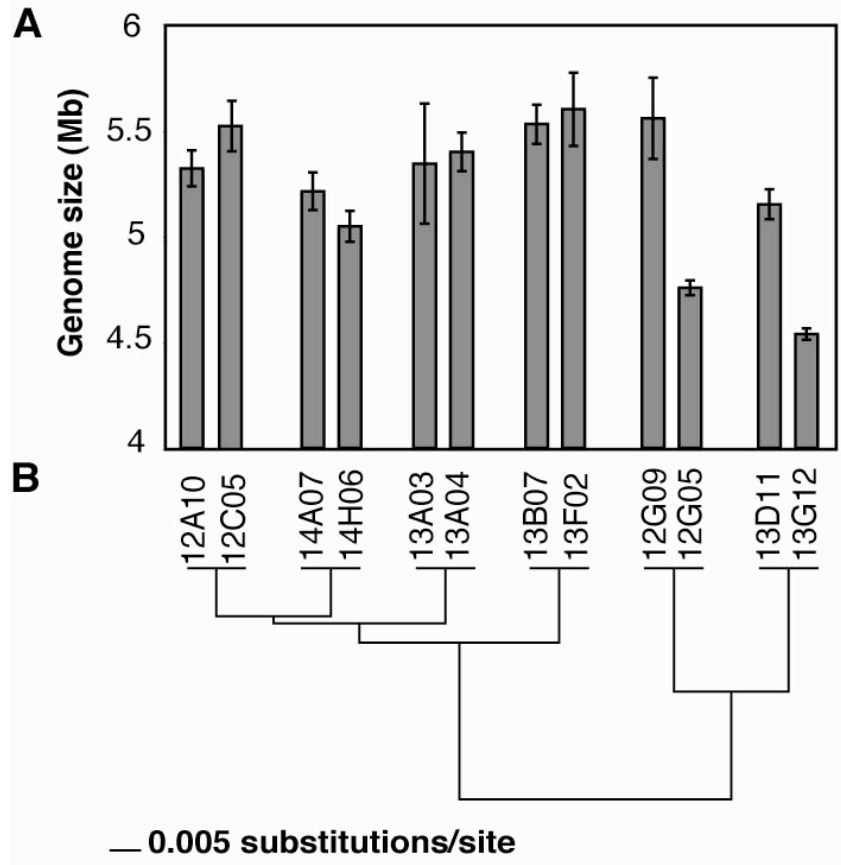 A
Genome size (Mb)
6
5.5
5
4.5
4
B
12A10
12C05
14A07
14H06
13A03
13A04
13B07
13F02
12G09
12G05
13D11
13G12
0.005 substitutions/site